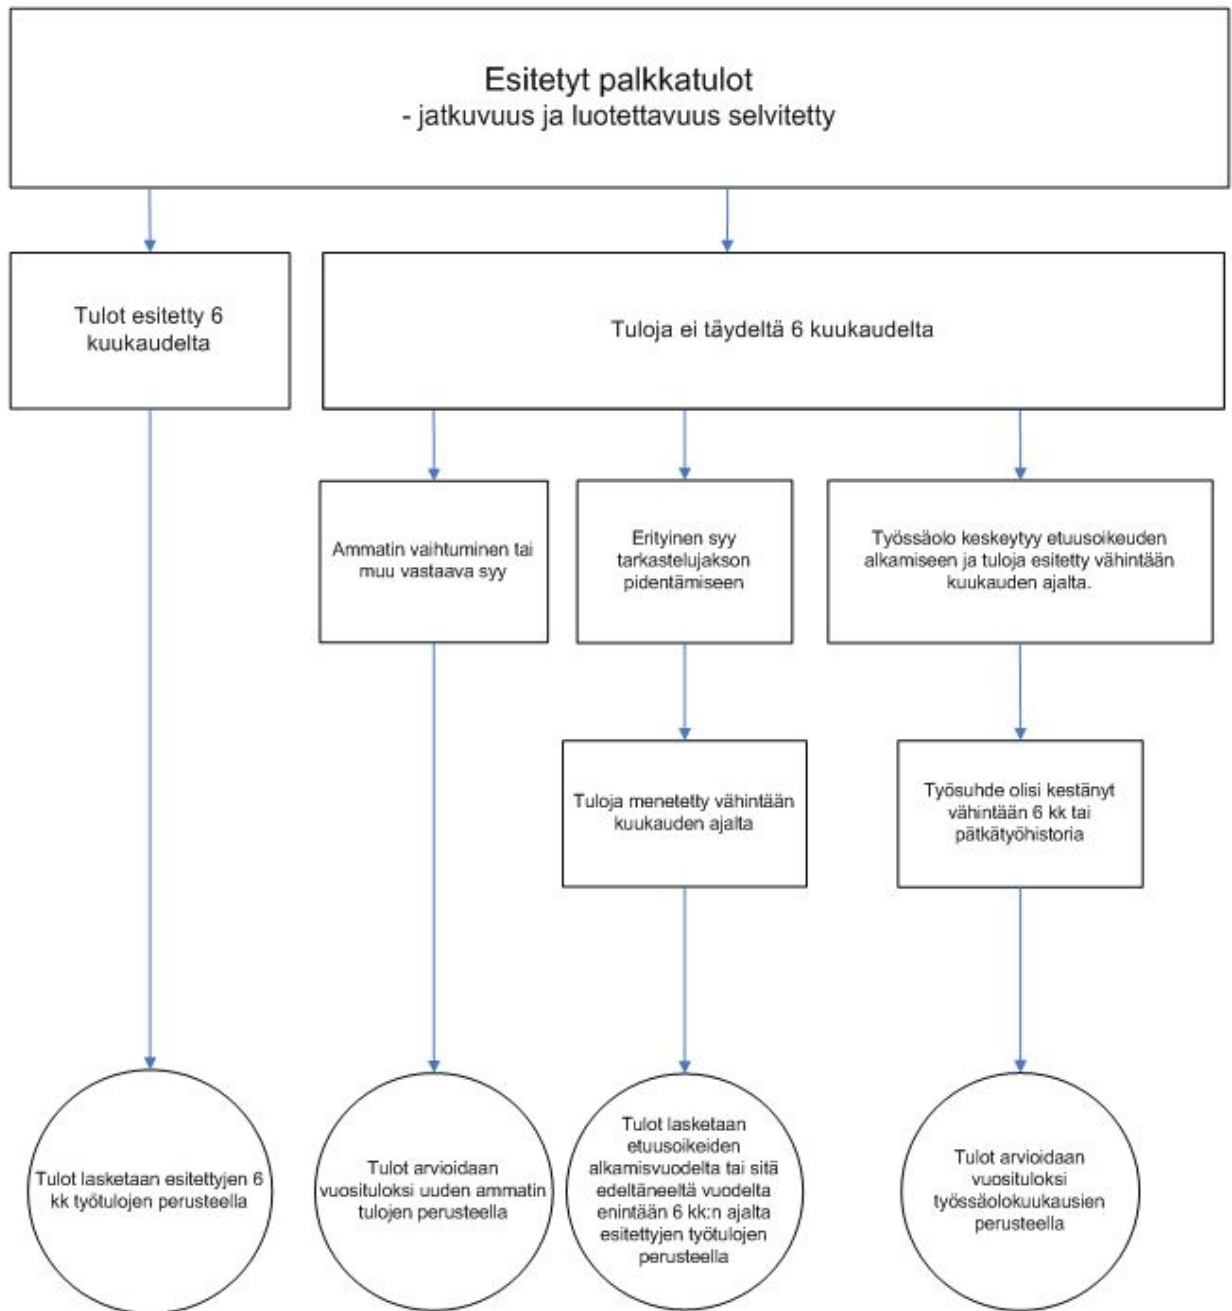 Esitetyt palkkatulot
- jatkuvuus ja luotettavuus selvitetty
Tulot esitetty 6
kuukaudelta
Tuloja ei täydeltä 6 kuukaudelta
Ammatin vaihtuminen tai
muu vastaava syy
Erityinen syy
tarkastelujakson
pidentämiseen
Työssäolo keskeytyy etuusoikeuden
alkamiseen ja tuloja esitetty vähintään
kuukauden ajalta.
Tuloja menetetty vähintään
kuukauden ajalta
Työsuhde olisi kestänyt
vähintään 6 kk tai
pätkätyöhistoria
Tulot lasketaan esitettyjen 6
kk työtulojen perusteella
Tulot arvioidaan
vuosituloksi uuden ammatin
tulojen perusteella
Tulot lasketaan
etuusoikeiden
alkamisvuodelta tai sitä
edeltäneeltä vuodelta
enintään 6 kk:n ajalta
esitettyjen työtulojen
perusteella
Tulot arvioidaan
vuosituloksi
työssäolokuukausien
perusteella